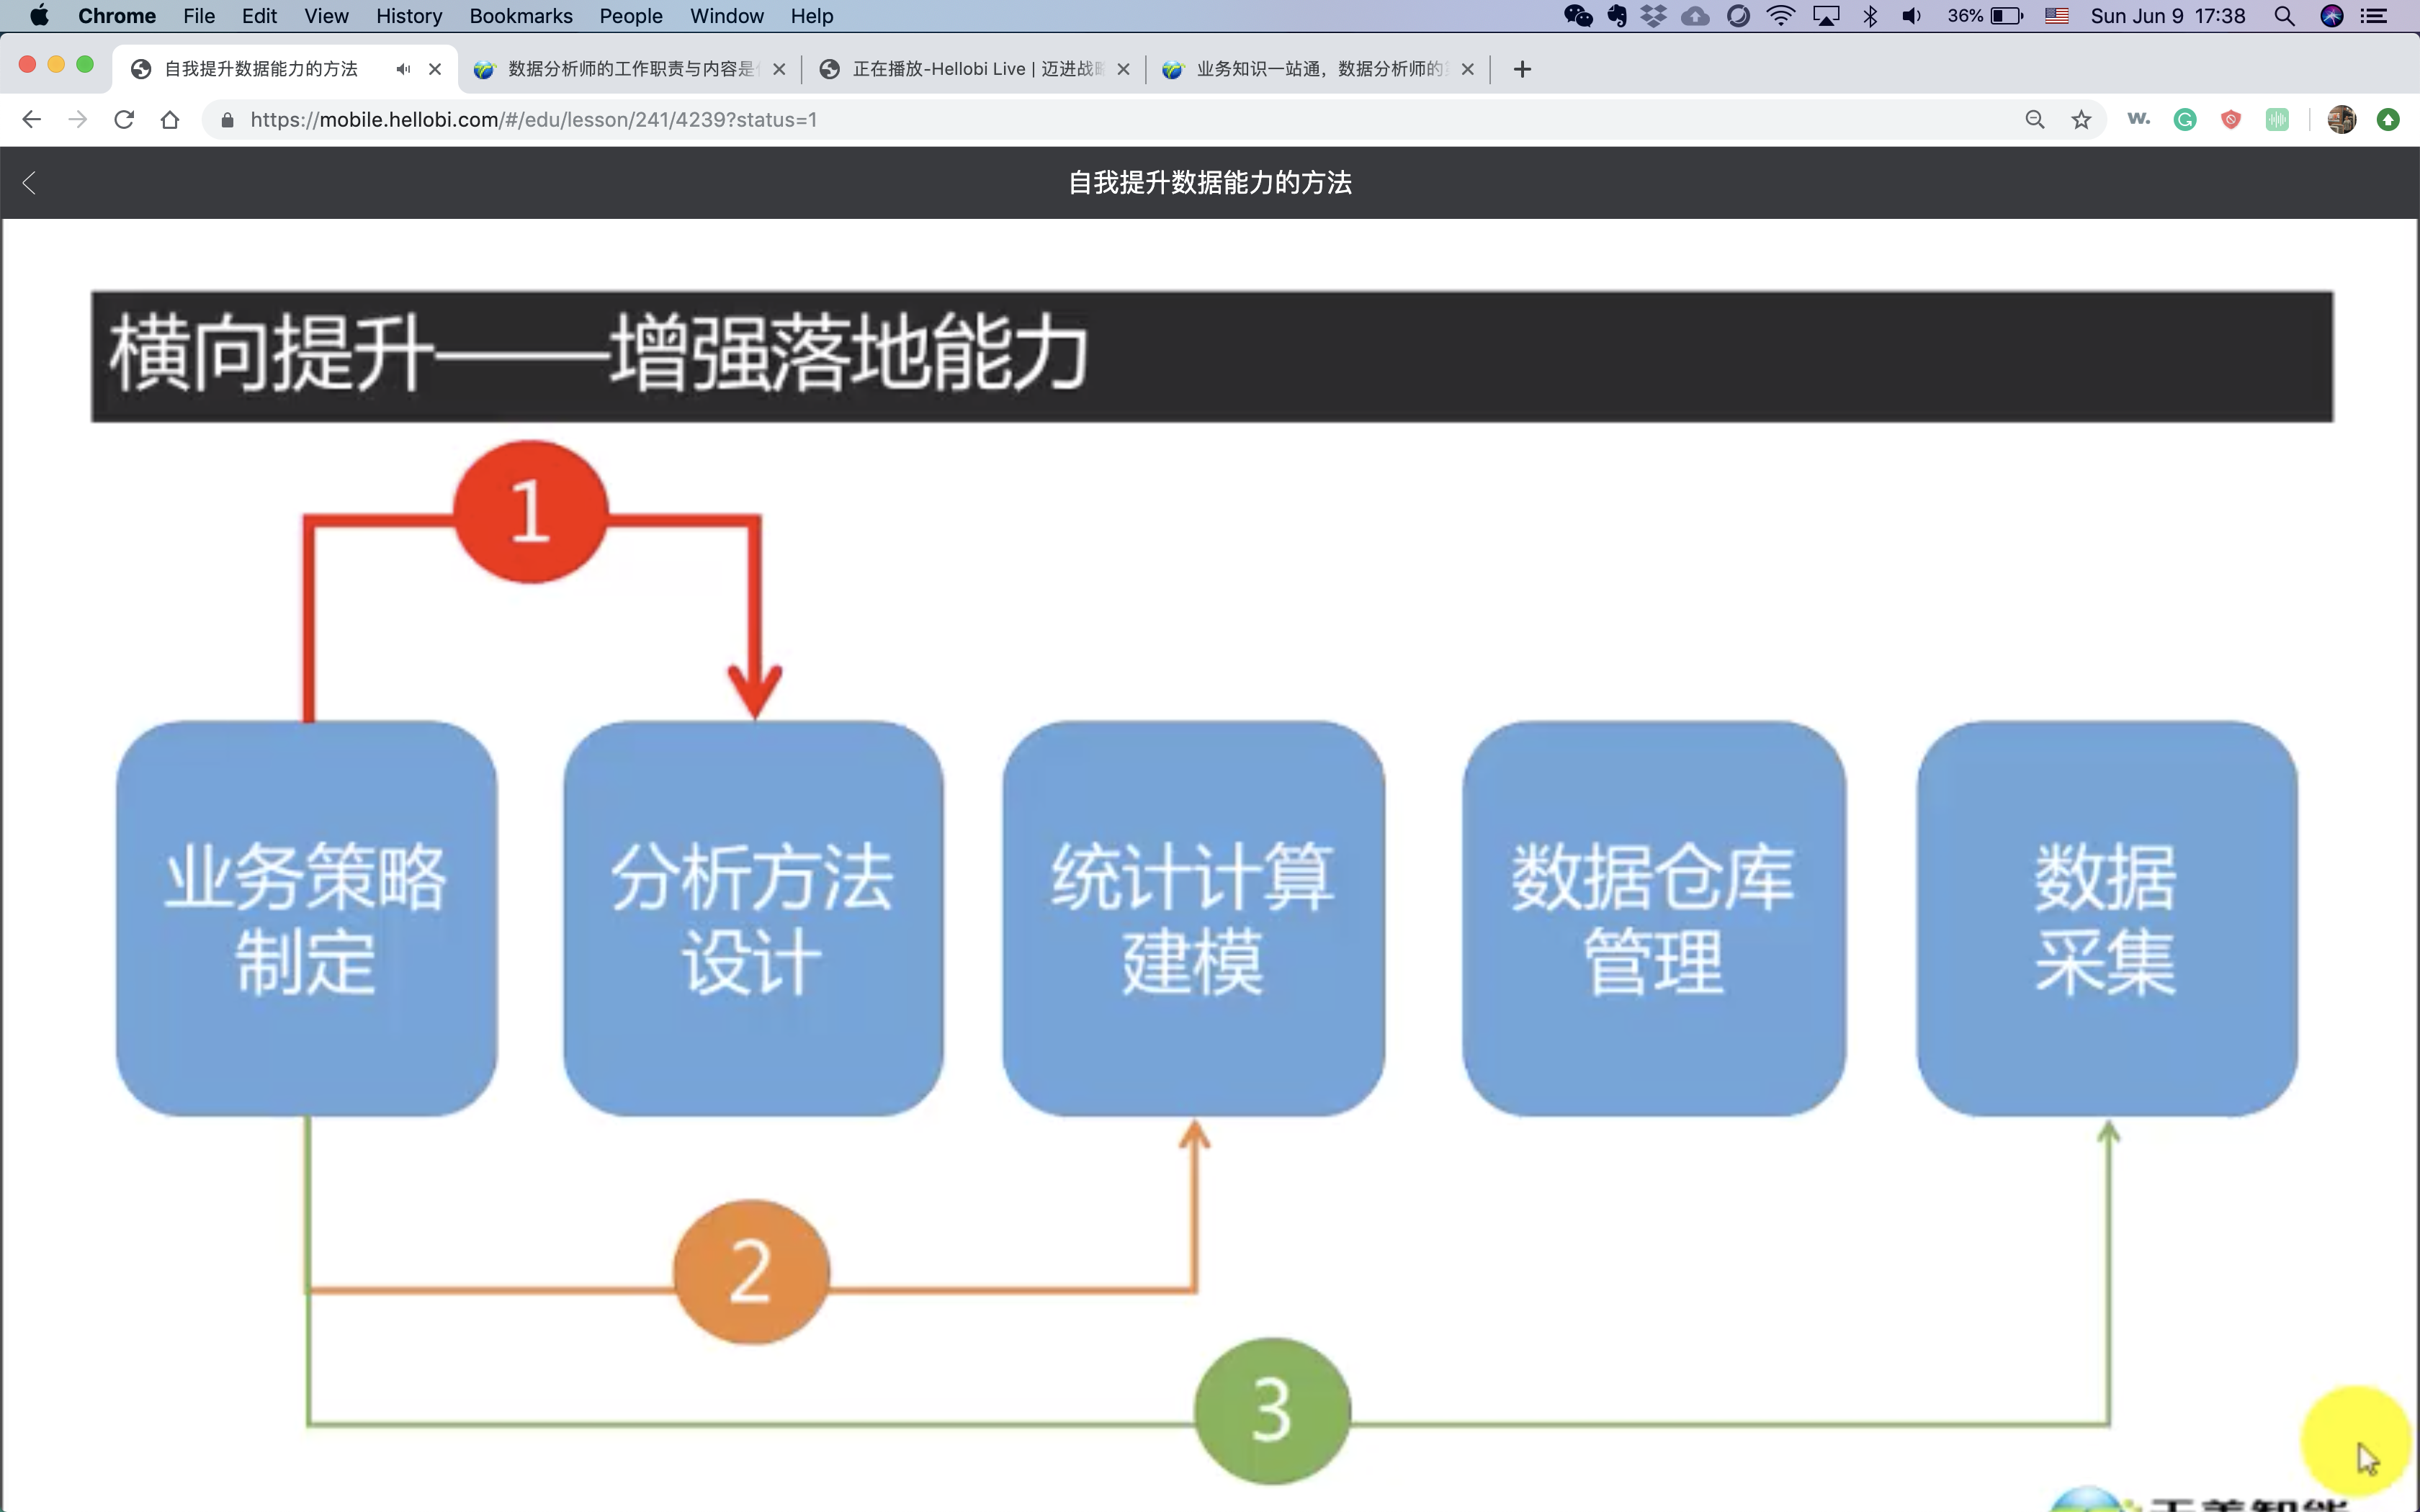 Chrome File Edit View History Bookmarks People Window Help 36% Sun Jun 9 17:38
自我提升数据能力的方法 数据分析师的工作职责与内容是 正在播放-Hellobi Live | 迈进战 业务知识一站通，数据分析师的
https://mobile.hellobi.com/#/edu/lesson/241/4239?status=1
自我提升数据能力的方法
横向提升——增强落地能力
1
业务策略
制定
分析方法
设计
统计计算
建模
数据仓库
管理
数据
采集
2
3